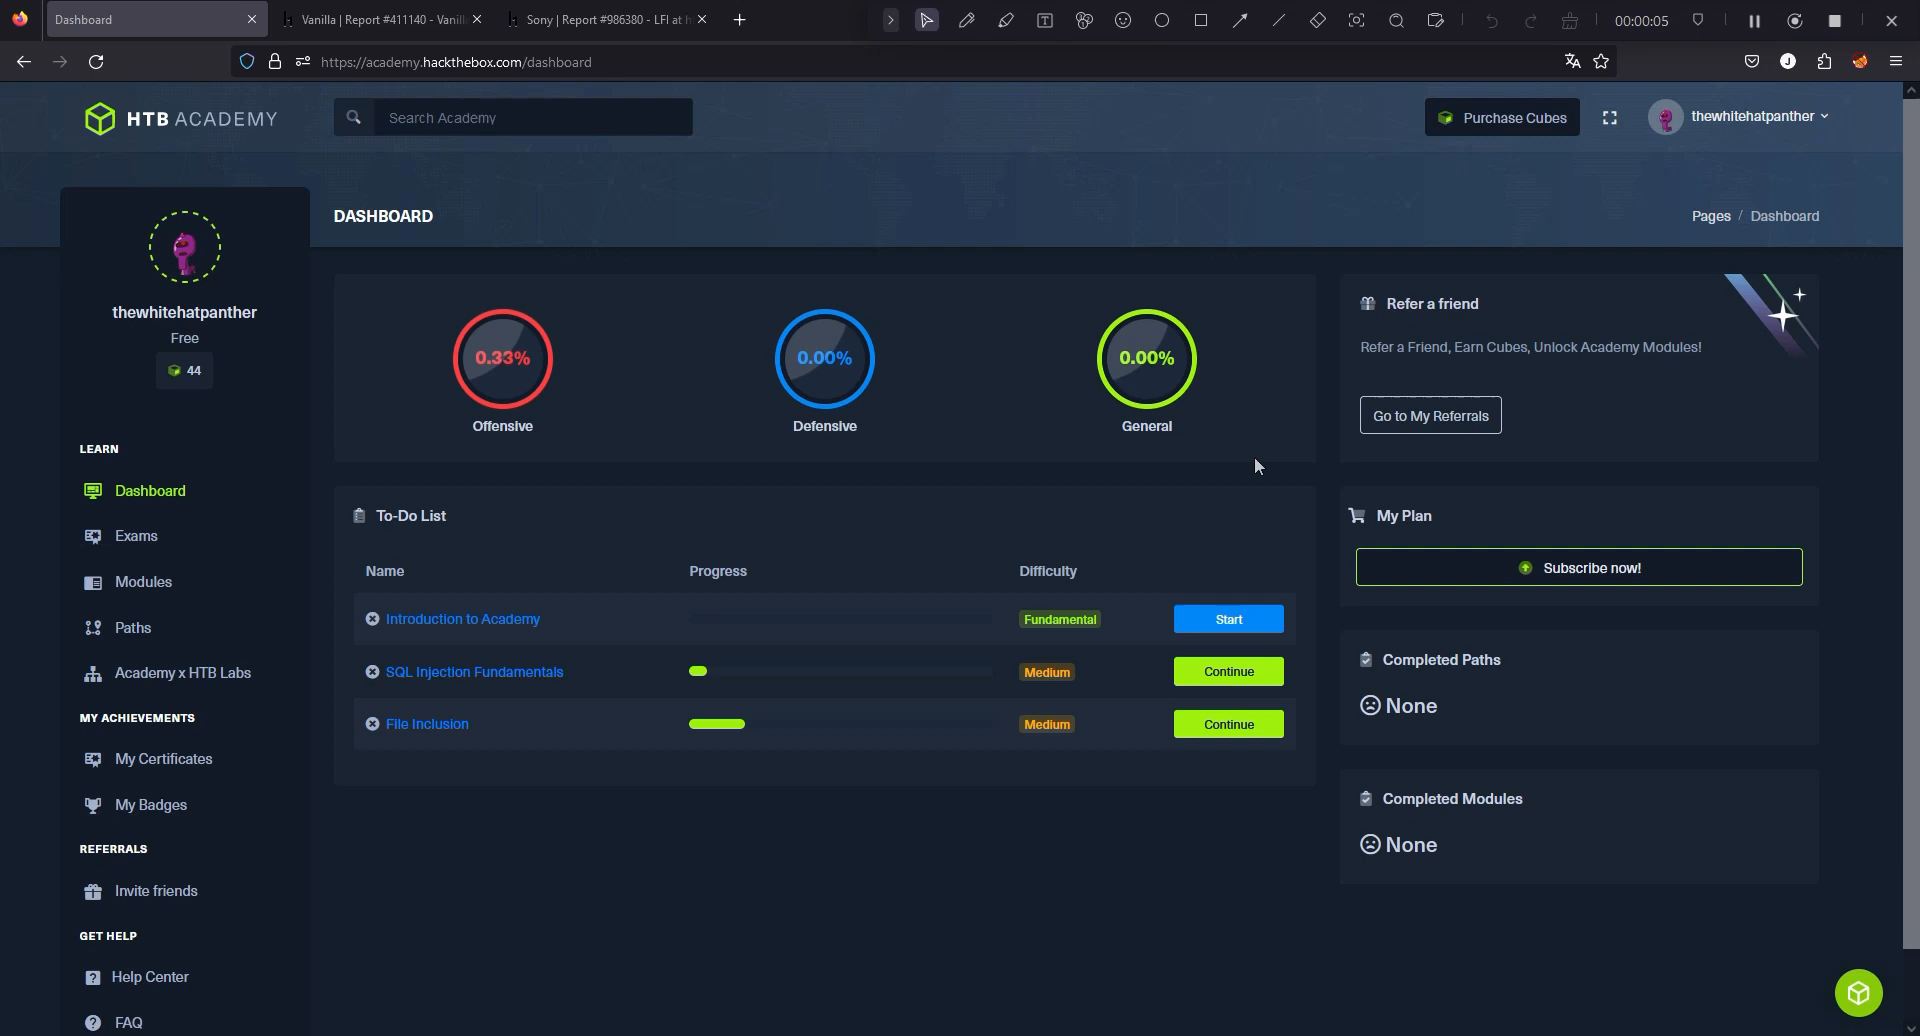 Dashboard
Vanilla | Report #411140 - Vanill
Sony | Report #986380 - LFI at h
00:00:05
https://academy.hackthebox.com/dashboard
J
HTB ACADEMY
Search Academy
Purchase Cubes
thewhitehatpanther
DASHBOARD
Pages / Dashboard
thewhitehatpanther
Free
44
LEARN
Dashboard
Exams
Modules
Paths
Academy x HTB Labs
MY ACHIEVEMENTS
My Certificates
My Badges
REFERRALS
Invite friends
GET HELP
Help Center
FAQ
0.33%
Offensive
0.00%
Defensive
0.00%
General
To-Do List
Name Progress Difficulty
Introduction to Academy Fundamental Start
SQL Injection Fundamentals Medium Continue
File Inclusion Medium Continue
Refer a friend
Refer a Friend, Earn Cubes, Unlock Academy Modules!
Go to My Referrals
My Plan
Subscribe now!
Completed Paths
None
Completed Modules
None